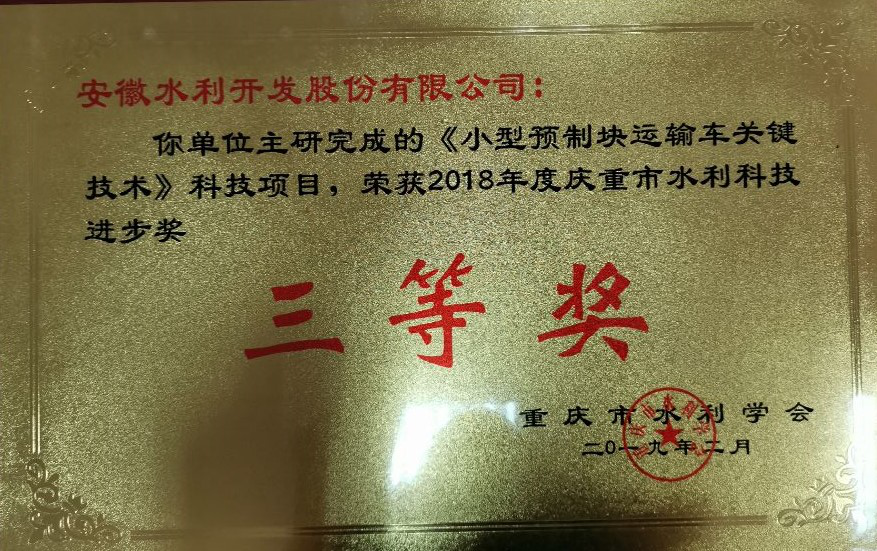 安徽水利开发股份有限公司：
你单位主研完成的《小型预制块运输车关键
技术》科技项目，荣获2018年度庆重市水利科技
进步奖
三等奖
重庆市水利学会
二0一九年二月